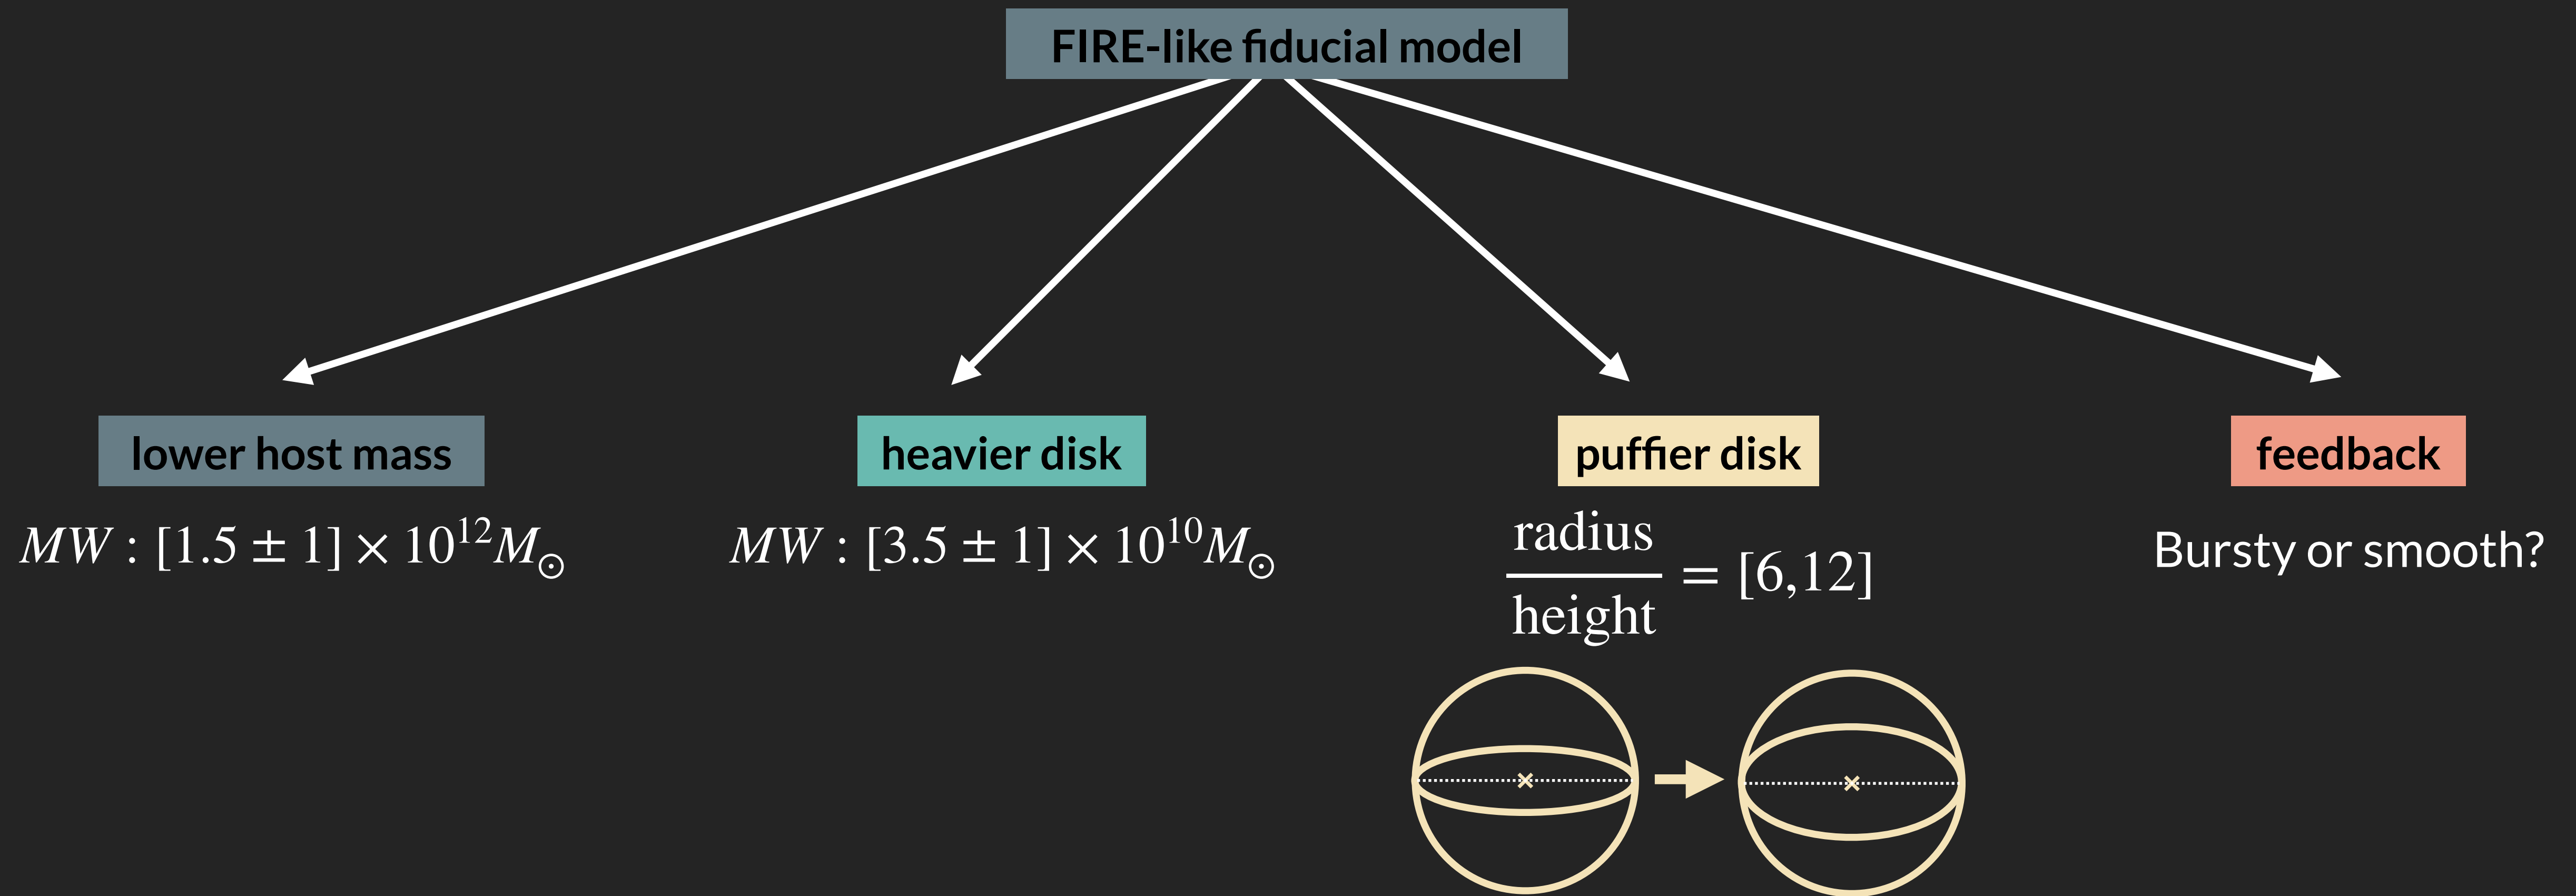 FIRE-like fiducial model
lower host mass
heavier disk
puffier disk
feedback
MW : [1.5 ± 1] × 10¹²M☉
MW : [3.5 ± 1] × 10¹⁰M☉
radius
height
= [6,12]
Bursty or smooth?